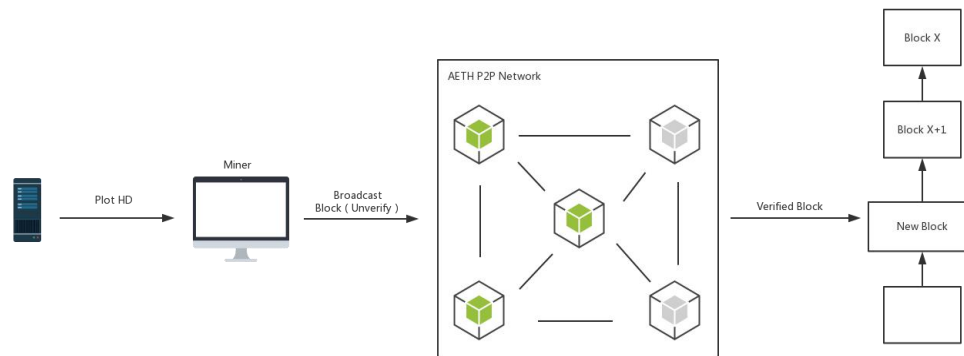 Plot HD
Miner
Broadcast
Block ( Unverify )
AETH P2P Network
Verified Block
Block X
Block X+1
New Block